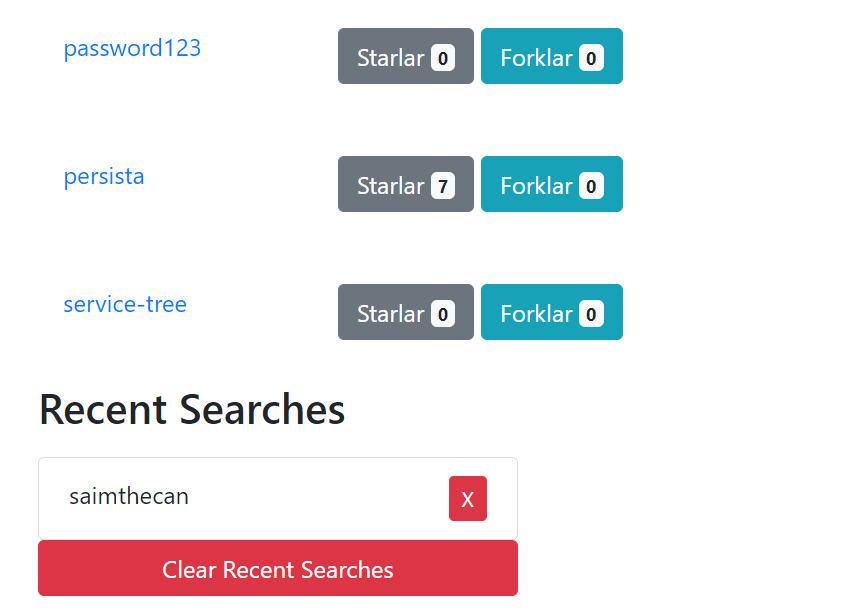 password123 Starlar 0 Forklar 0
persista Starlar 7 Forklar 0
service-tree Starlar 0 Forklar 0
Recent Searches
saimthecan X
Clear Recent Searches